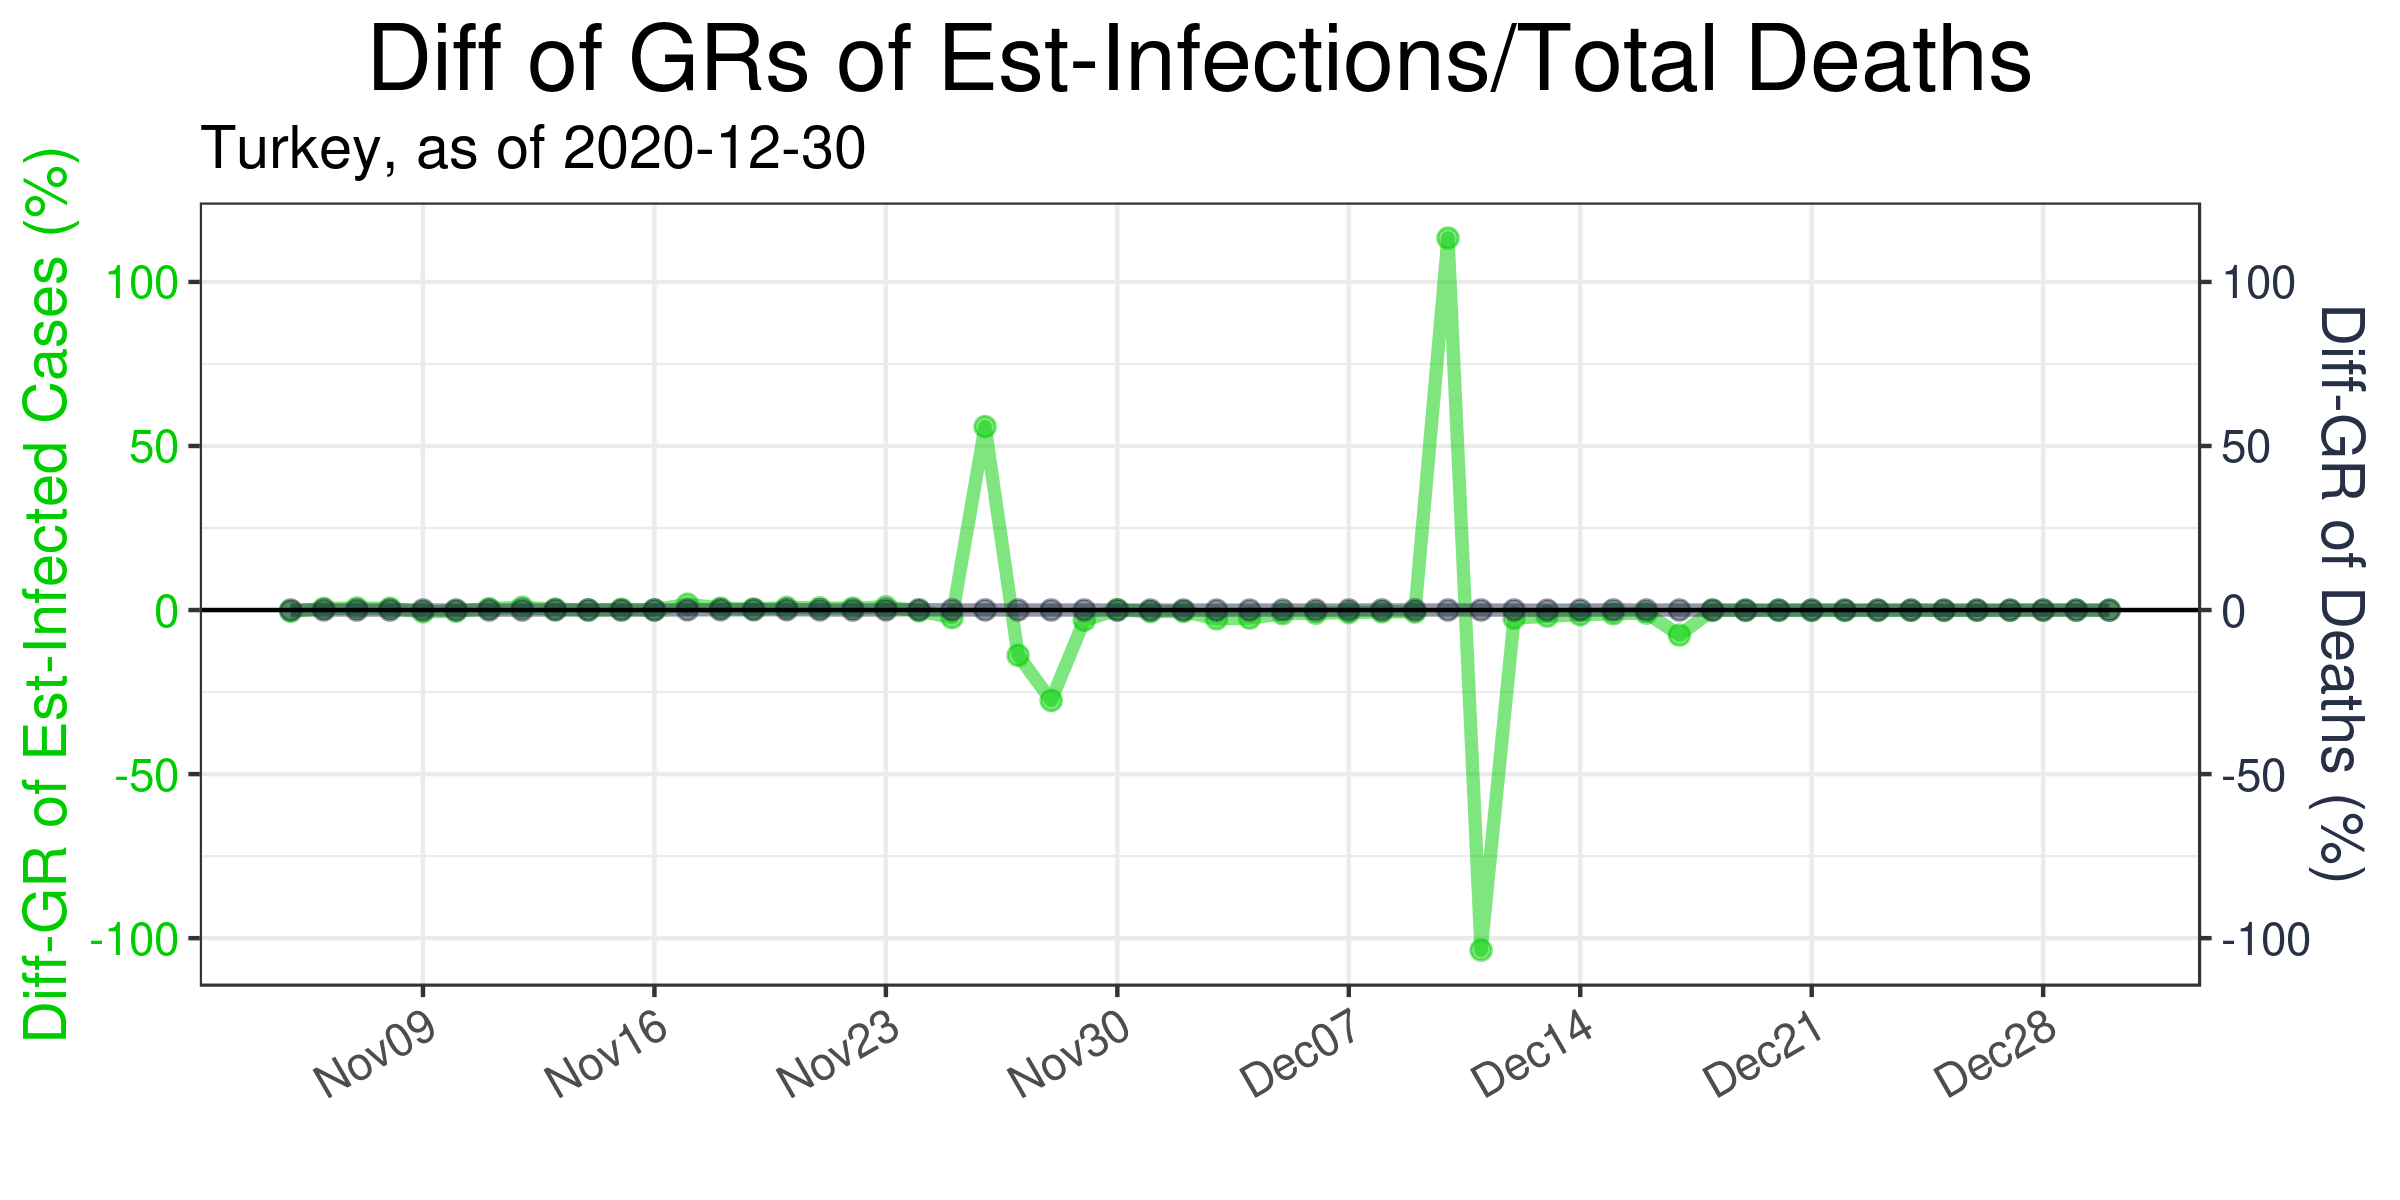 Diff of GRs of Est-Infections/Total Deaths
Turkey, as of 2020-12-30
Diff-GR of Est-Infected Cases (%)
100
50
0
-50
-100
100
50
0
-50
-100
Diff-GR of Deaths (%)
Nov09
Nov16
Nov23
Nov30
Dec07
Dec14
Dec21
Dec28